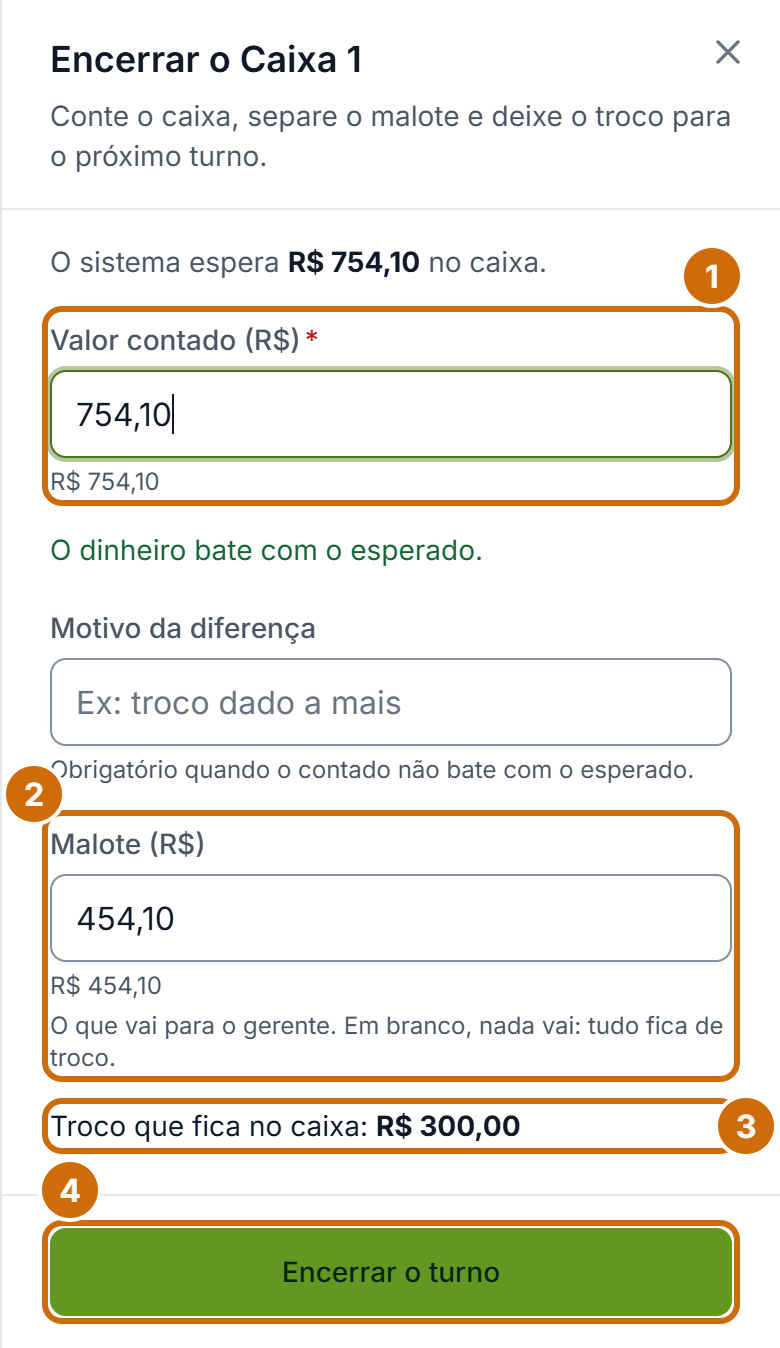 Encerrar o Caixa 1
Conte o caixa, separe o malote e deixe o troco para
o próximo turno.
O sistema espera R$ 754,10 no caixa.
1
Valor contado (R$) *
754,10
R$ 754,10
O dinheiro bate com o esperado.
Motivo da diferença
Ex: troco dado a mais
Obrigatório quando o contado não bate com o esperado.
2
Malote (R$)
454,10
R$ 454,10
O que vai para o gerente. Em branco, nada vai: tudo fica de
troco.
Troco que fica no caixa: R$ 300,00
3
4
Encerrar o turno